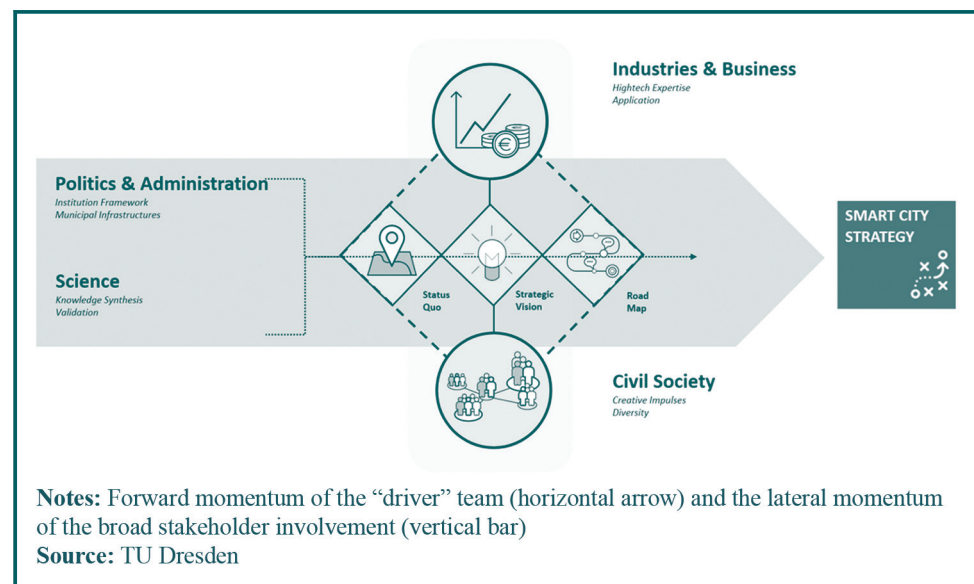 Industries & Business
Hightech Expertise
Application
Politics & Administration
Institution Framework
Municipal Infrastructures
Science
Knowledge Synthesis
Validation
Status
Quo
Strategic
Vision
Road
Map
SMART CITY
STRATEGY
Civil Society
Creative Impulses
Diversity
Notes: Forward momentum of the “driver” team (horizontal arrow) and the lateral momentum
of the broad stakeholder involvement (vertical bar)
Source: TU Dresden